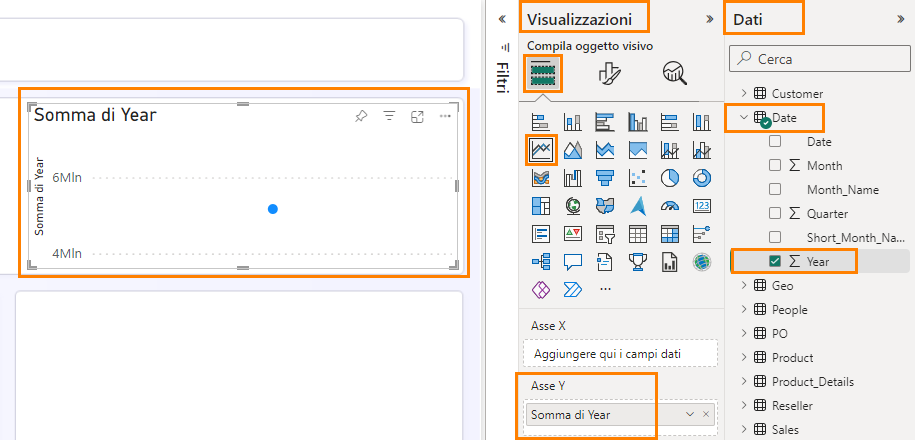 Somma di Year
Somma di Year
6Mln
4Mln
Filtri
Visualizzazioni
Compila oggetto visivo
123
Asse X
Aggiungere qui i campi dati
Asse Y
Somma di Year
Dati
Cerca
Customer
Date
Date
Month
Month_Name
Quarter
Short_Month_Na...
Year
Geo
People
PO
Product
Product_Details
Reseller
Sales